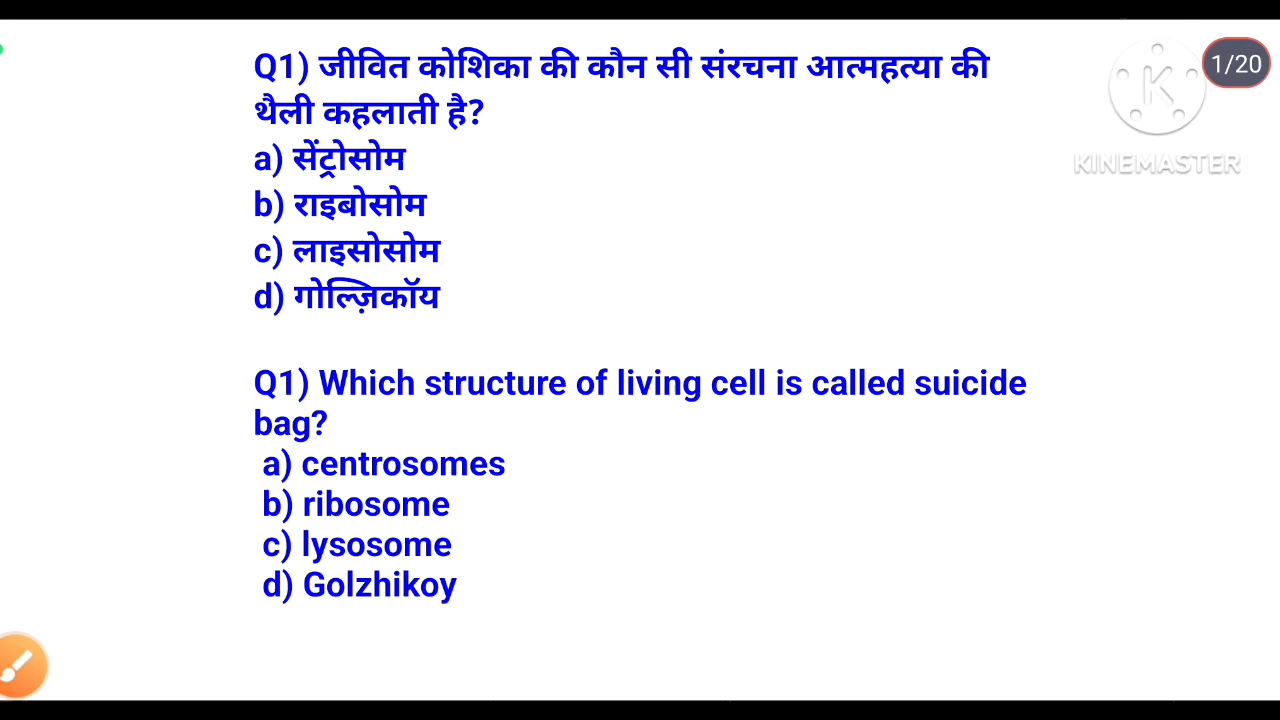 Q1) जीवित कोशिका की कौन सी संरचना आत्महत्या की
थैली कहलाती है?
a) सेंट्रोसोम
b) राइबोसोम
c) लाइसोसोम
d) गोल्ज़िकॉय
Q1) Which structure of living cell is called suicide
bag?
a) centrosomes
b) ribosome
c) lysosome
d) Golzhikoy
1/20
K
KINEMASTER